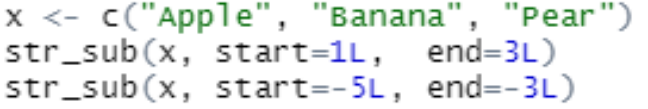 x <- c("Apple", "Banana", "Pear")
str_sub(x, start=1L,  end=3L)
str_sub(x, start=-5L, end=-3L)